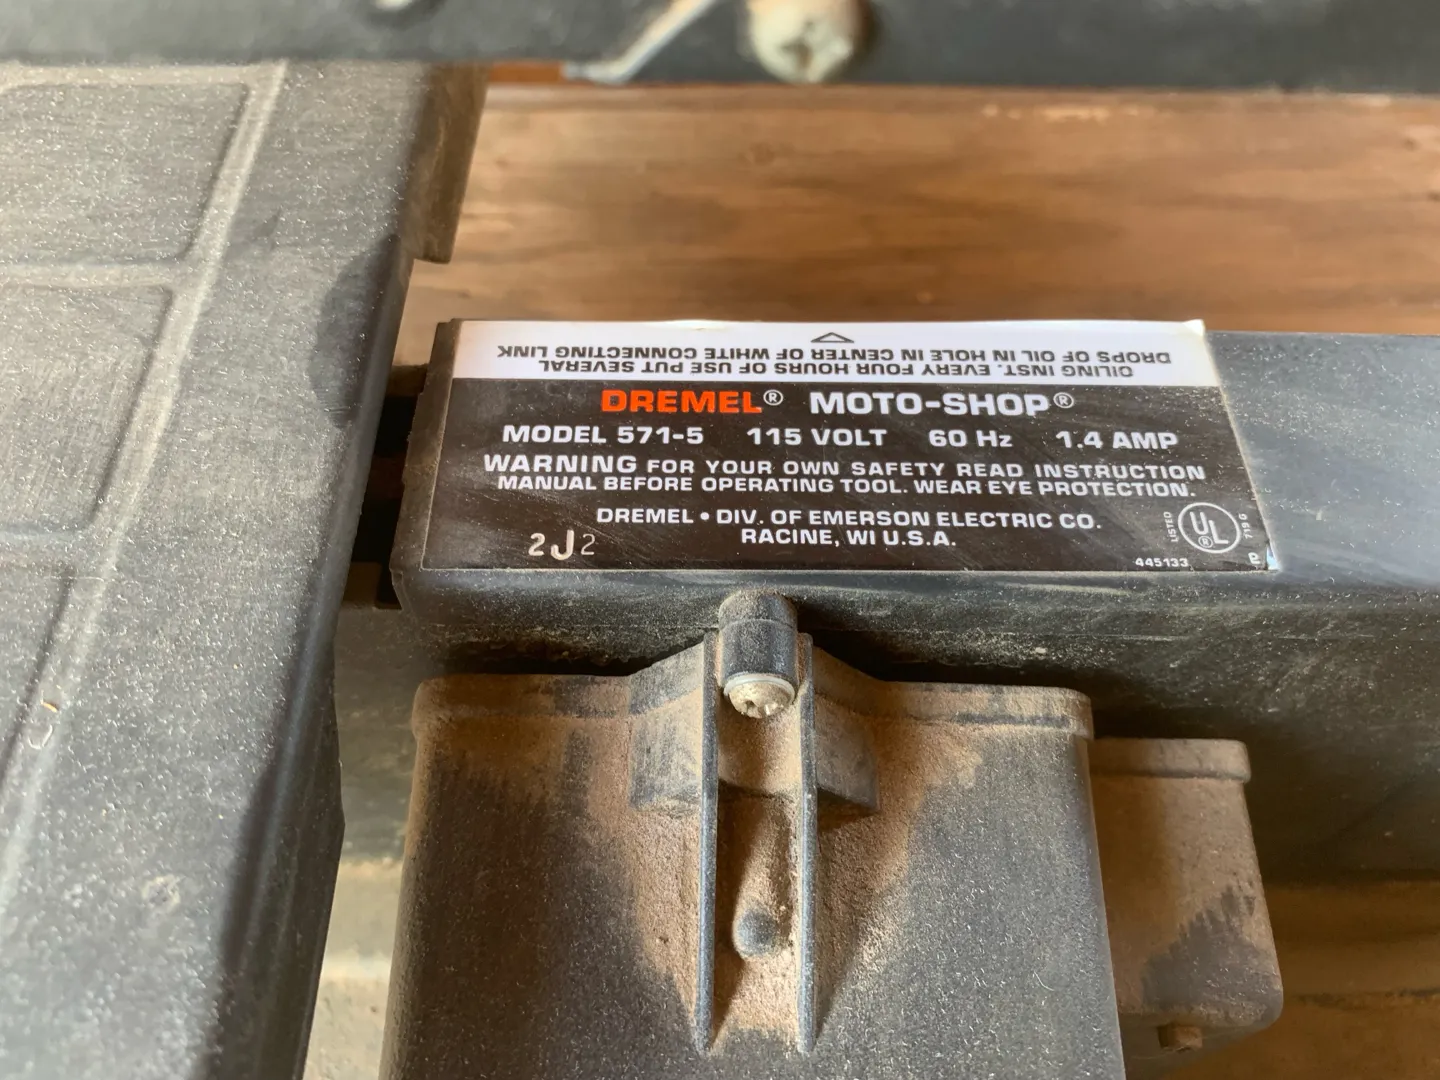 OILING INST. EVERY FOUR HOURS OF USE PUT SEVERAL
DROPS OF OIL IN HOLE IN CENTER OF WHITE CONNECTING LINK
DREMEL® MOTO-SHOP®
MODEL 571-5 115 VOLT 60 Hz 1.4 AMP
WARNING FOR YOUR OWN SAFETY READ INSTRUCTION
MANUAL BEFORE OPERATING TOOL. WEAR EYE PROTECTION.
DREMEL • DIV. OF EMERSON ELECTRIC CO.
RACINE, WI U.S.A.
2J2
LISTED
UL®
719G
445133